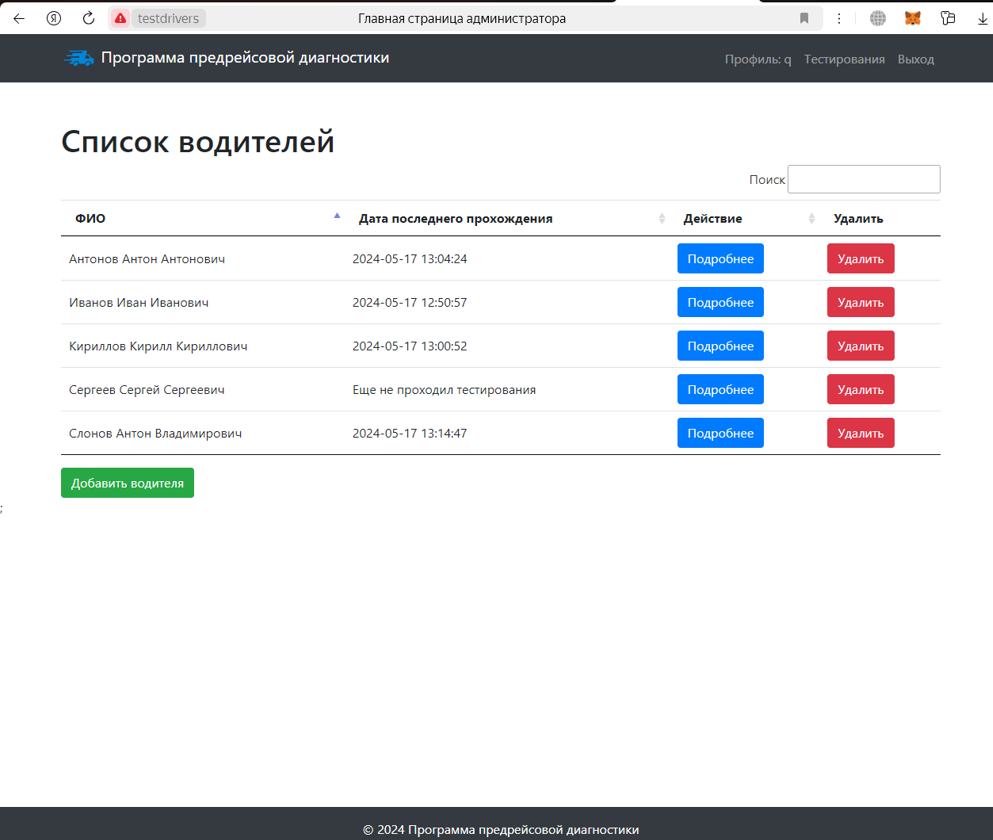 testdrivers Главная страница администратора
Программа предрейсовой диагностики Профиль: q Тестирования Выход
Список водителей
Поиск
ФИО Дата последнего прохождения Действие Удалить
Антонов Антон Антонович 2024-05-17 13:04:24 Подробнее Удалить
Иванов Иван Иванович 2024-05-17 12:50:57 Подробнее Удалить
Кириллов Кирилл Кириллович 2024-05-17 13:00:52 Подробнее Удалить
Сергеев Сергей Сергеевич Еще не проходил тестирования Подробнее Удалить
Слонов Антон Владимирович 2024-05-17 13:14:47 Подробнее Удалить
Добавить водителя
;
© 2024 Программа предрейсовой диагностики